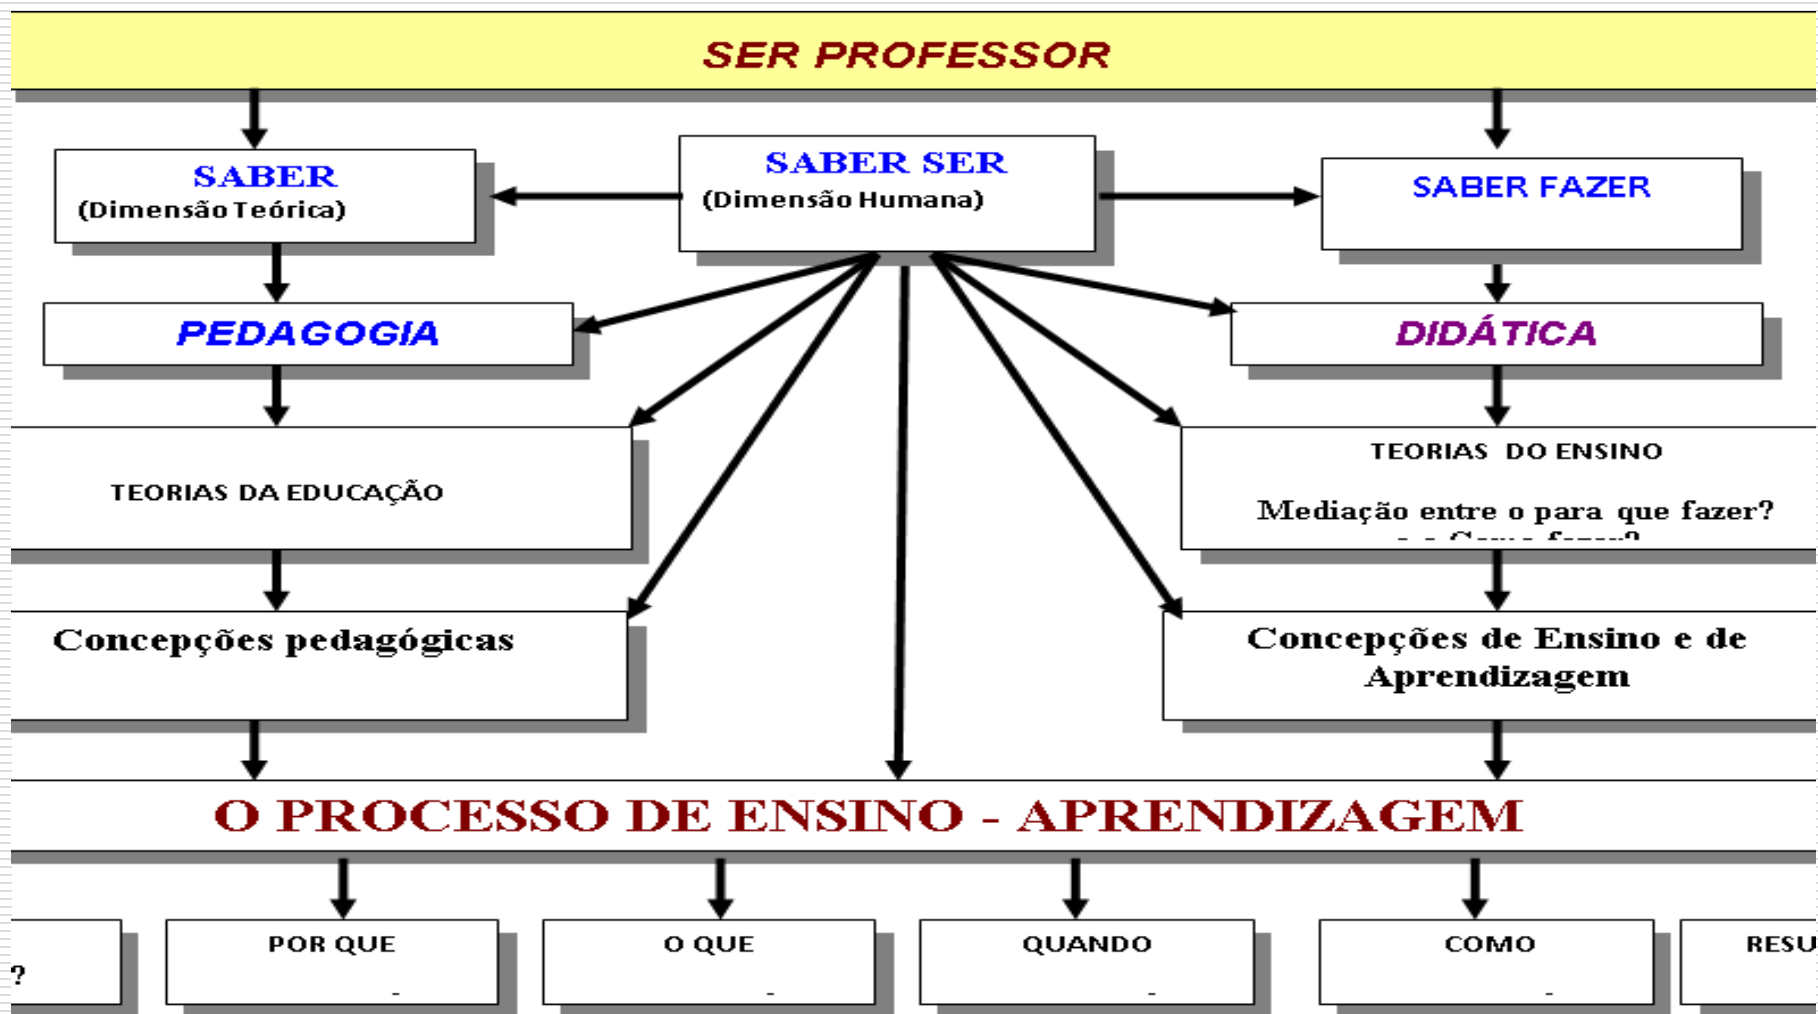 SER PROFESSOR
SABER
(Dimensão Teórica)
SABER SER
(Dimensão Humana)
SABER FAZER
PEDAGOGIA
DIDÁTICA
TEORIAS DA EDUCAÇÃO
TEORIAS DO ENSINO
Mediação entre o para que fazer?
Concepções pedagógicas
Concepções de Ensino e de
Aprendizagem
O PROCESSO DE ENSINO - APRENDIZAGEM
?
POR QUE
-
O QUE
-
QUANDO
-
COMO
-
RESU